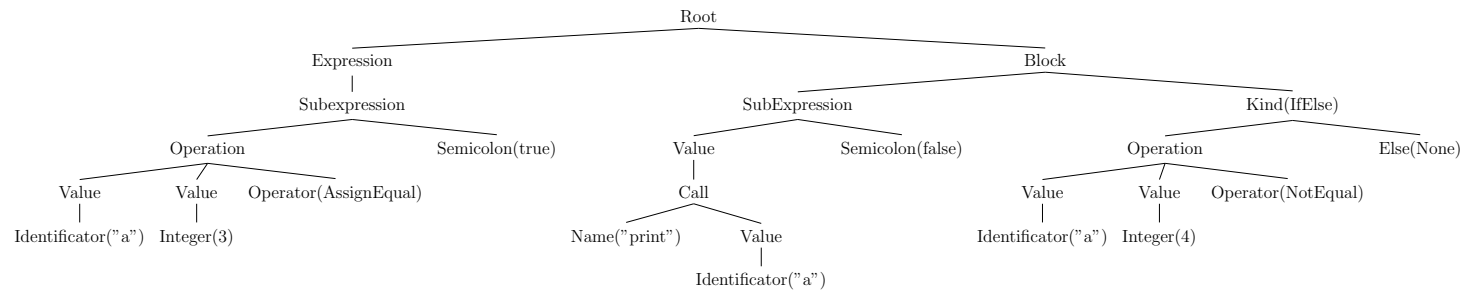 Root
Expression Block
Subexpression SubExpression Kind(IfElse)
Operation Semicolon(true) Value Semicolon(false) Operation Else(None)
Value Value Operator(AssignEqual) Call Value Value Operator(NotEqual)
Identificator("a") Integer(3) Name("print") Value Identificator("a") Integer(4)
Identificator("a")